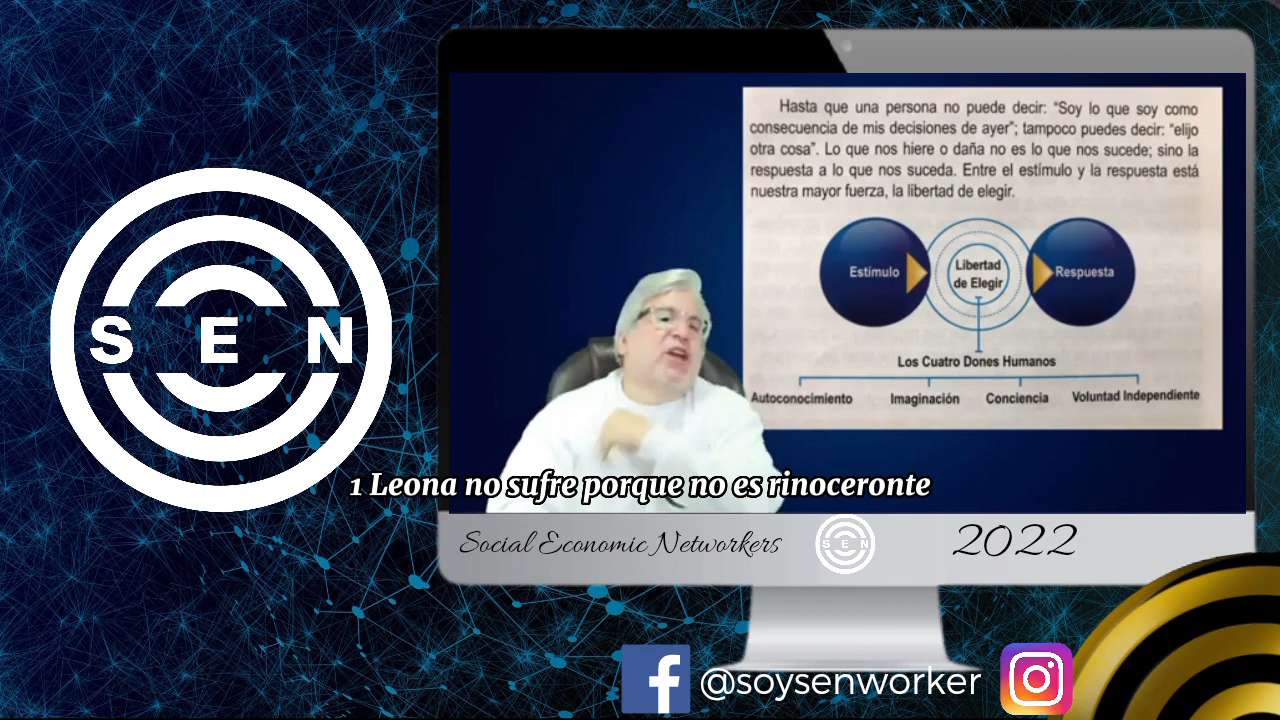 S E N
Hasta que una persona no puede decir: “Soy lo que soy como
consecuencia de mis decisiones de ayer”; tampoco puedes decir: “elijo
otra cosa”. Lo que nos hiere o daña no es lo que nos sucede; sino la
respuesta a lo que nos suceda. Entre el estímulo y la respuesta está
nuestra mayor fuerza, la libertad de elegir.
Estímulo
Libertad
de Elegir
Respuesta
Los Cuatro Dones Humanos
Autoconocimiento Imaginación Conciencia Voluntad Independiente
1 Leona no sufre porque no es rinoceronte
Social Economic Networkers
S E N
2022
@soysenworker